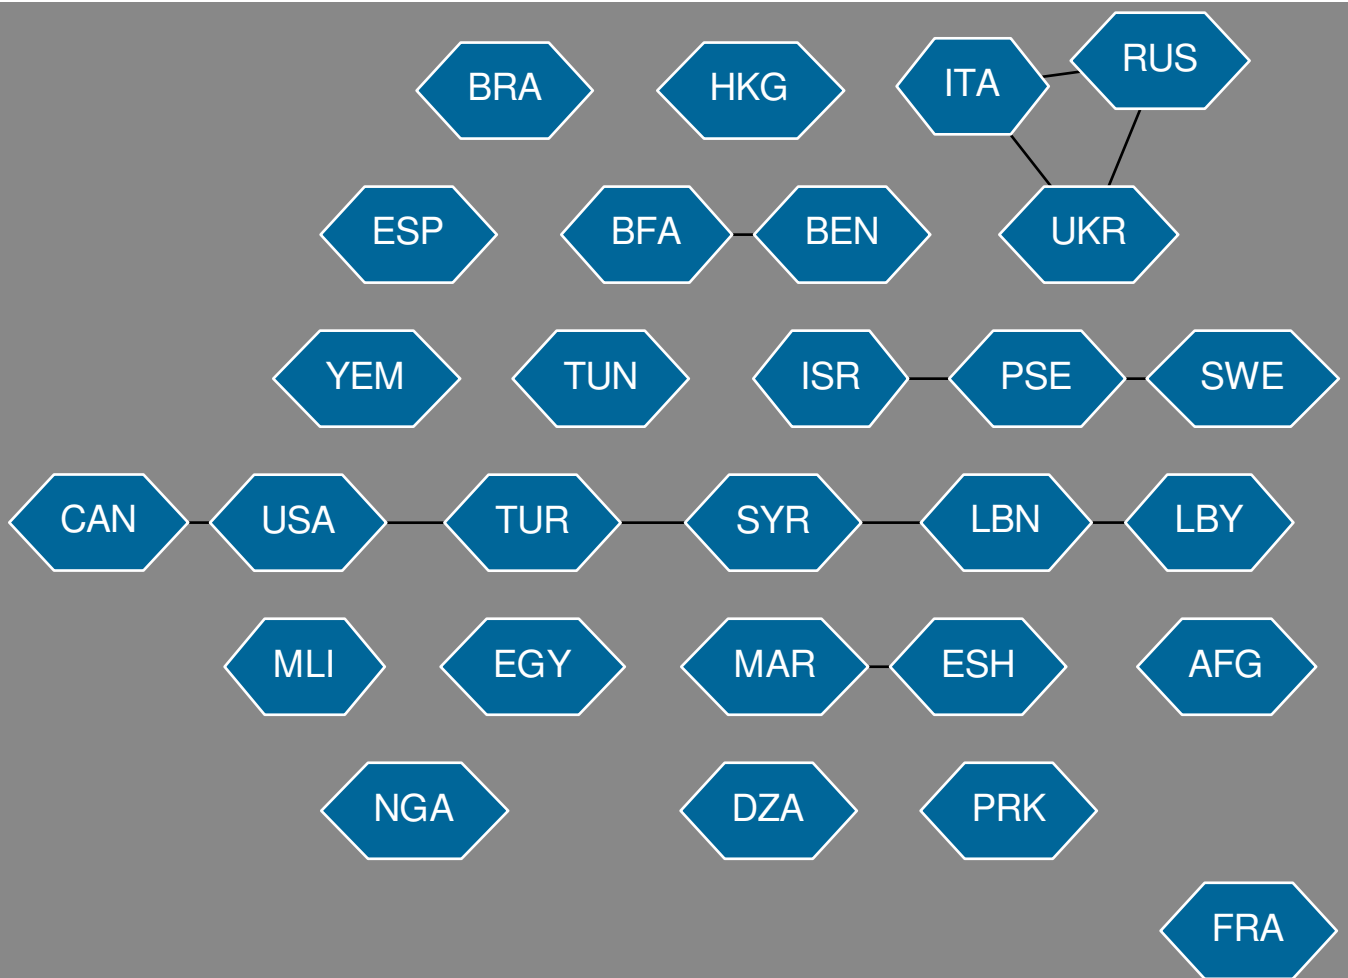 BRA
HKG
ITA
RUS
ESP
BFA
BEN
UKR
YEM
TUN
ISR
PSE
SWE
CAN
USA
TUR
SYR
LBN
LBY
MLI
EGY
MAR
ESH
AFG
NGA
DZA
PRK
FRA